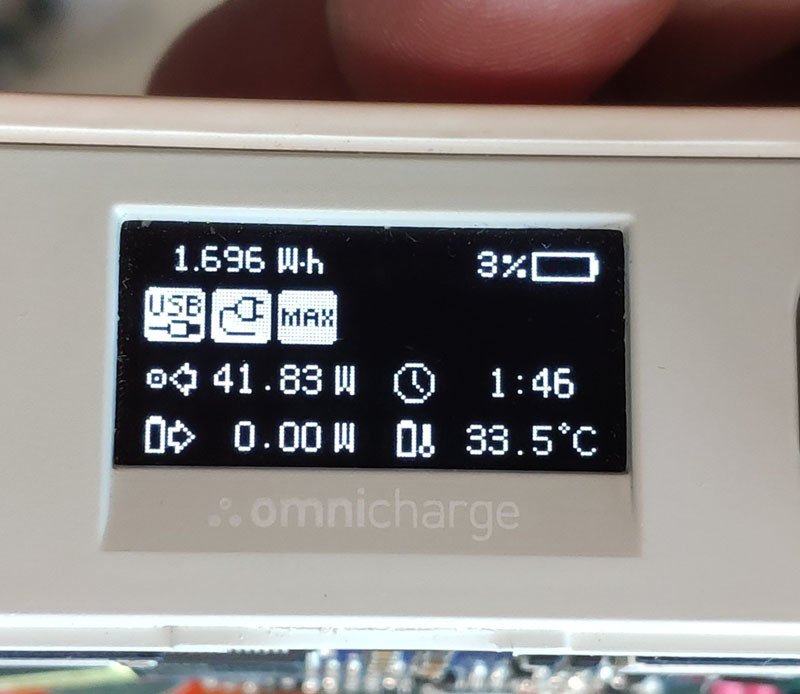 1.696 W·h 3%
USB MAX
41.83 W 1:46
0.00 W 33.5°C
omnicharge